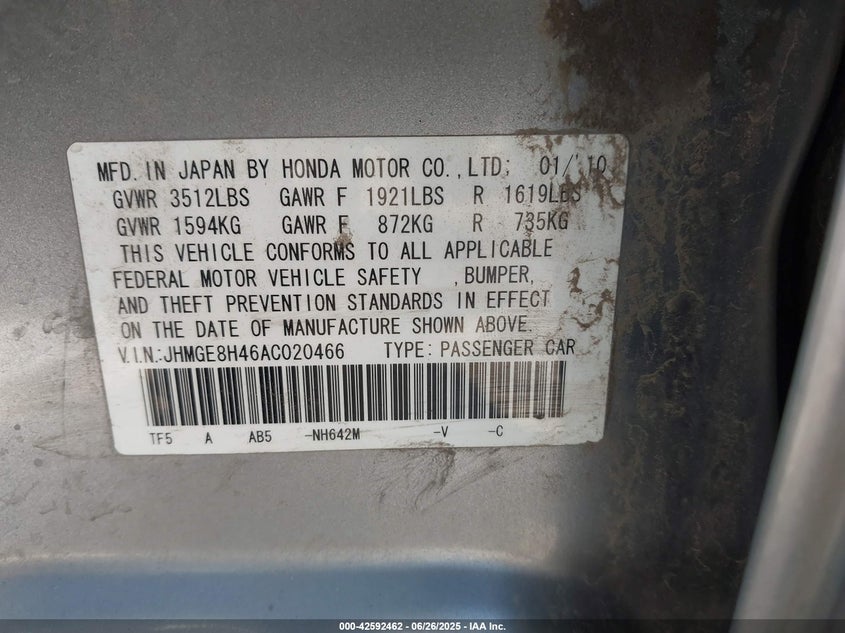 MFD. IN JAPAN BY HONDA MOTOR CO., LTD. 01/'10
GVWR 3512LBS GAWR F 1921LBS R 1619LBS
GVWR 1594KG GAWR F 872KG R 735KG
THIS VEHICLE CONFORMS TO ALL APPLICABLE
FEDERAL MOTOR VEHICLE SAFETY , BUMPER,
AND THEFT PREVENTION STANDARDS IN EFFECT
ON THE DATE OF MANUFACTURE SHOWN ABOVE.
V.I.N.:JHMGE8H46AC020466 TYPE: PASSENGER CAR
TF5 A AB5 -NH642M -V -C
000-42592462 - 06/26/2025 - IAA Inc.